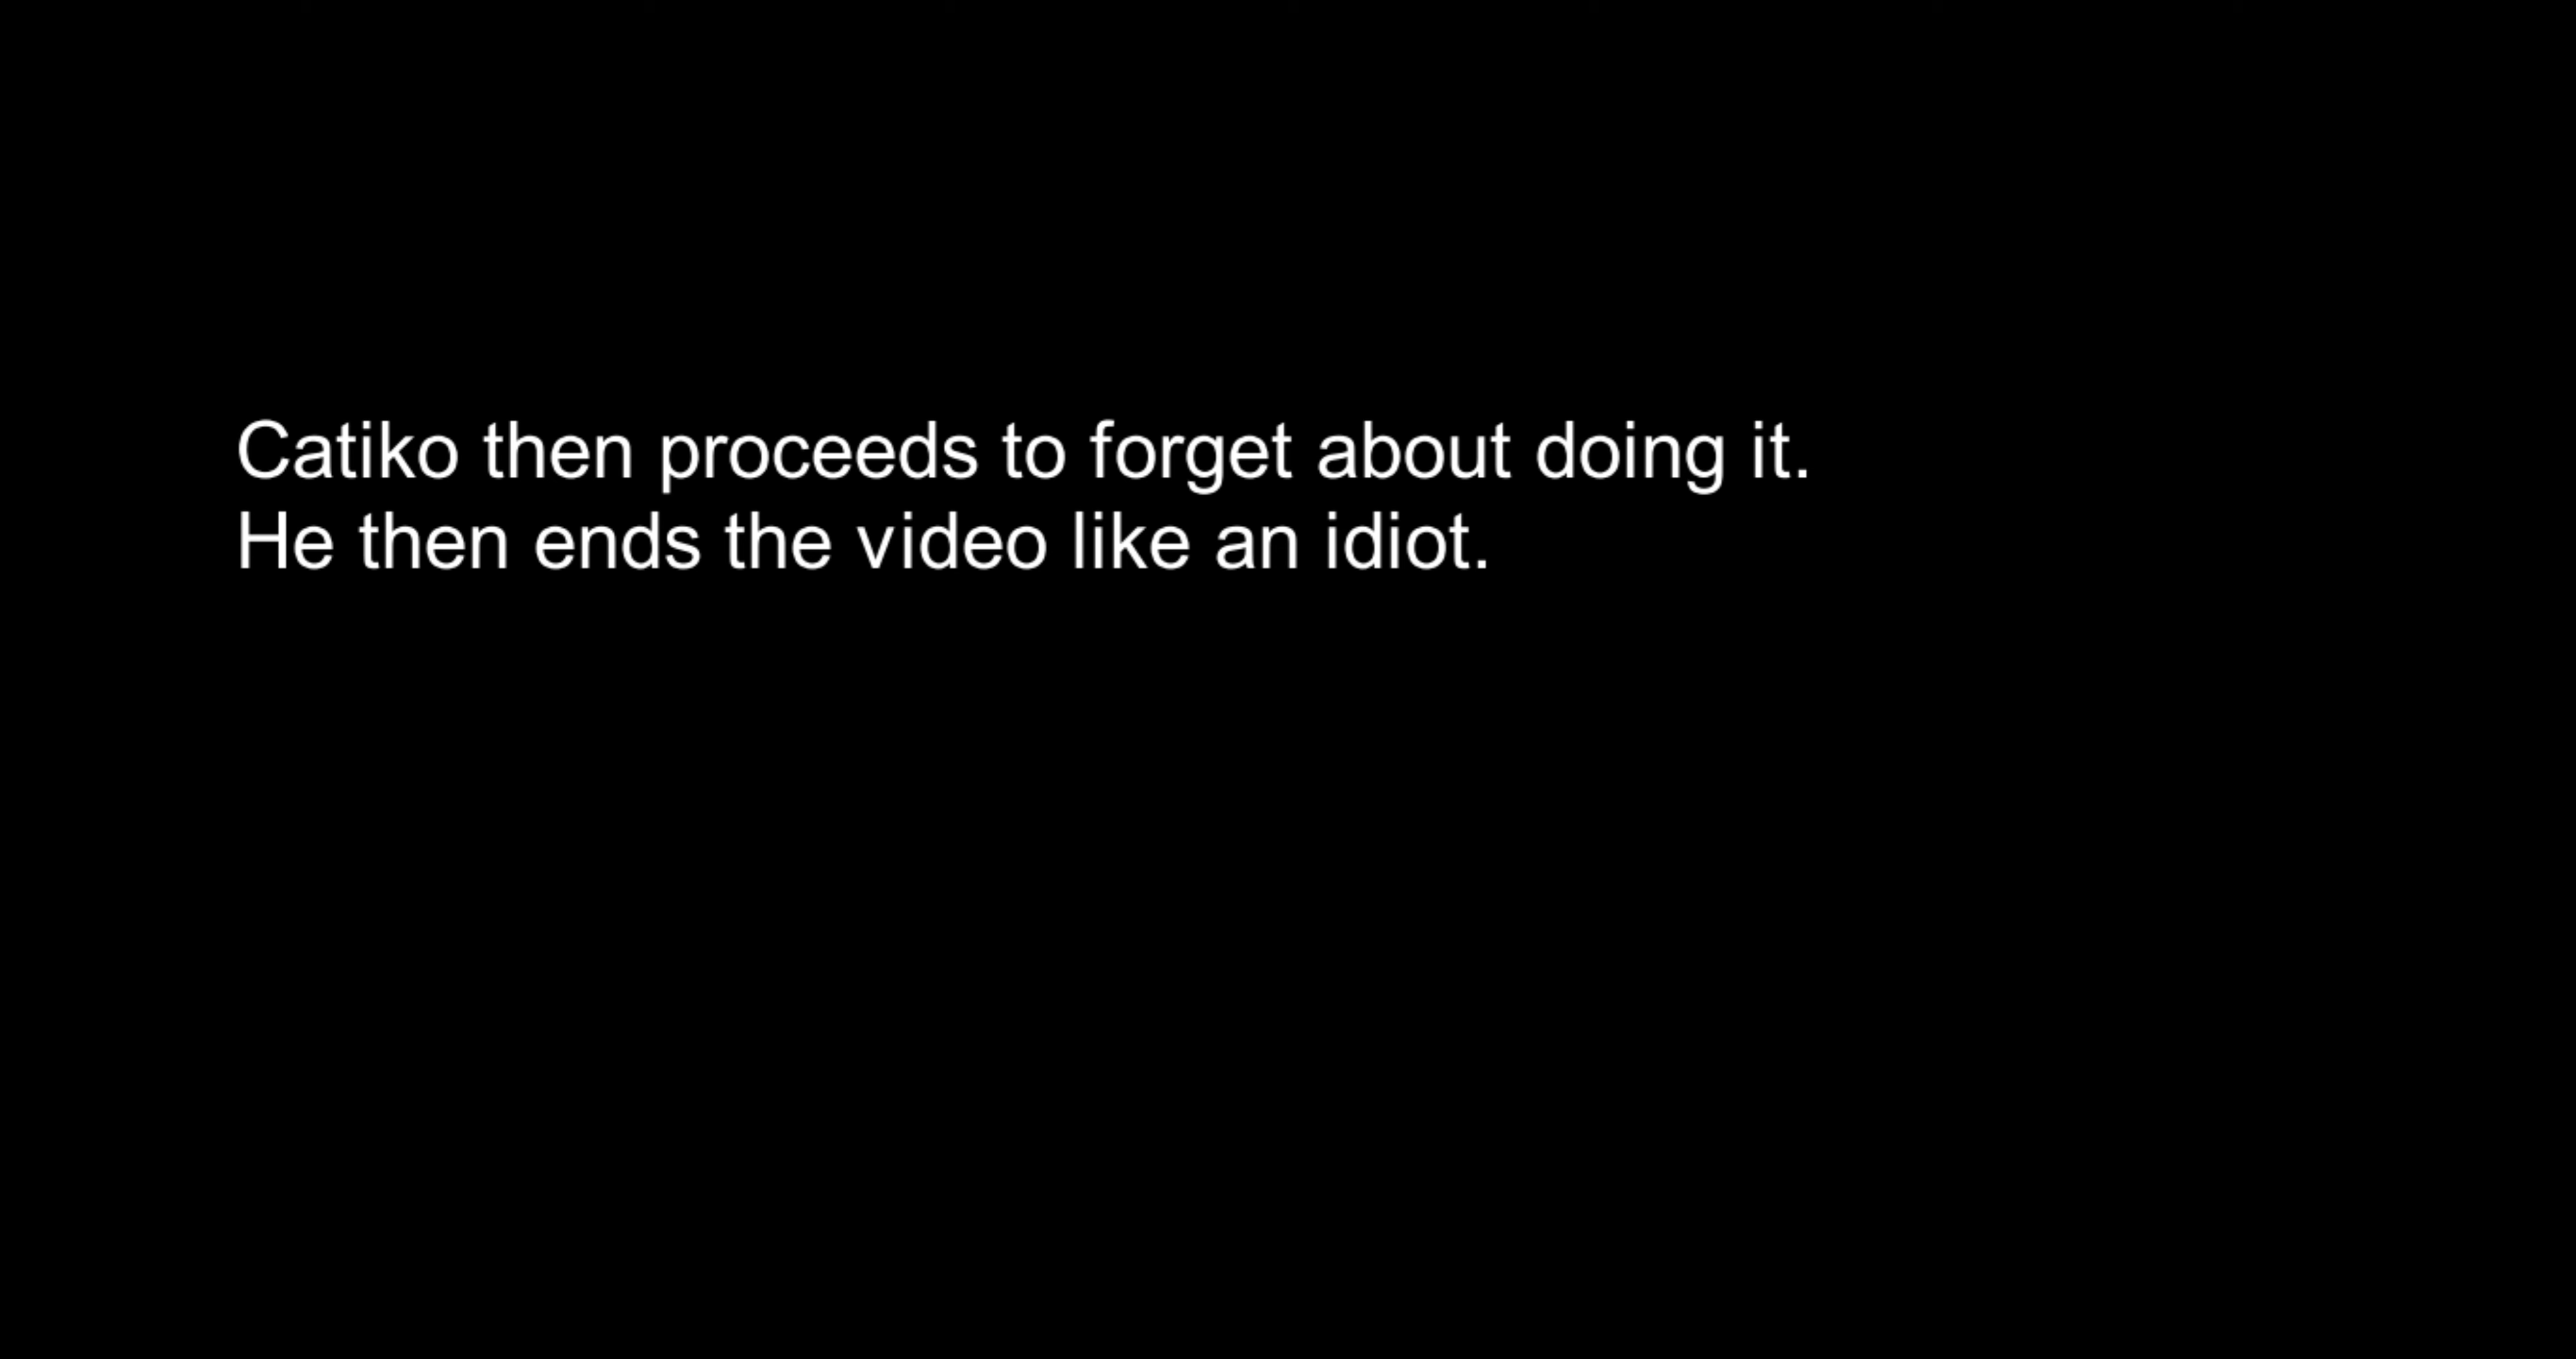 Catiko then proceeds to forget about doing it.
He then ends the video like an idiot.